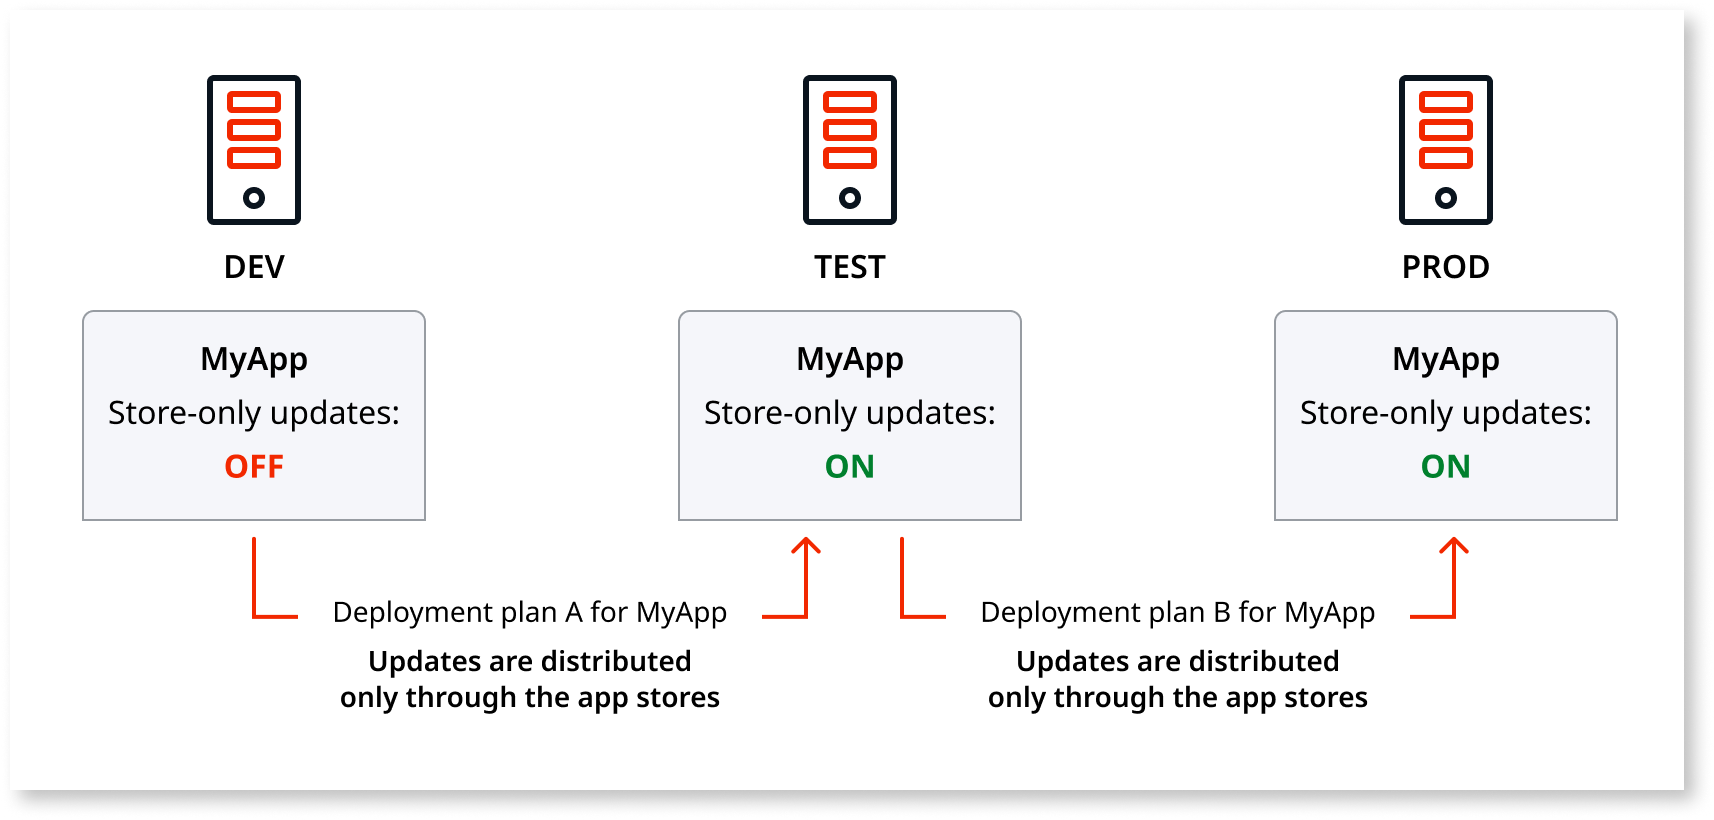 DEV
MyApp
Store-only updates:
OFF
TEST
MyApp
Store-only updates:
ON
PROD
MyApp
Store-only updates:
ON
Deployment plan A for MyApp
Updates are distributed
only through the app stores
Deployment plan B for MyApp
Updates are distributed
only through the app stores